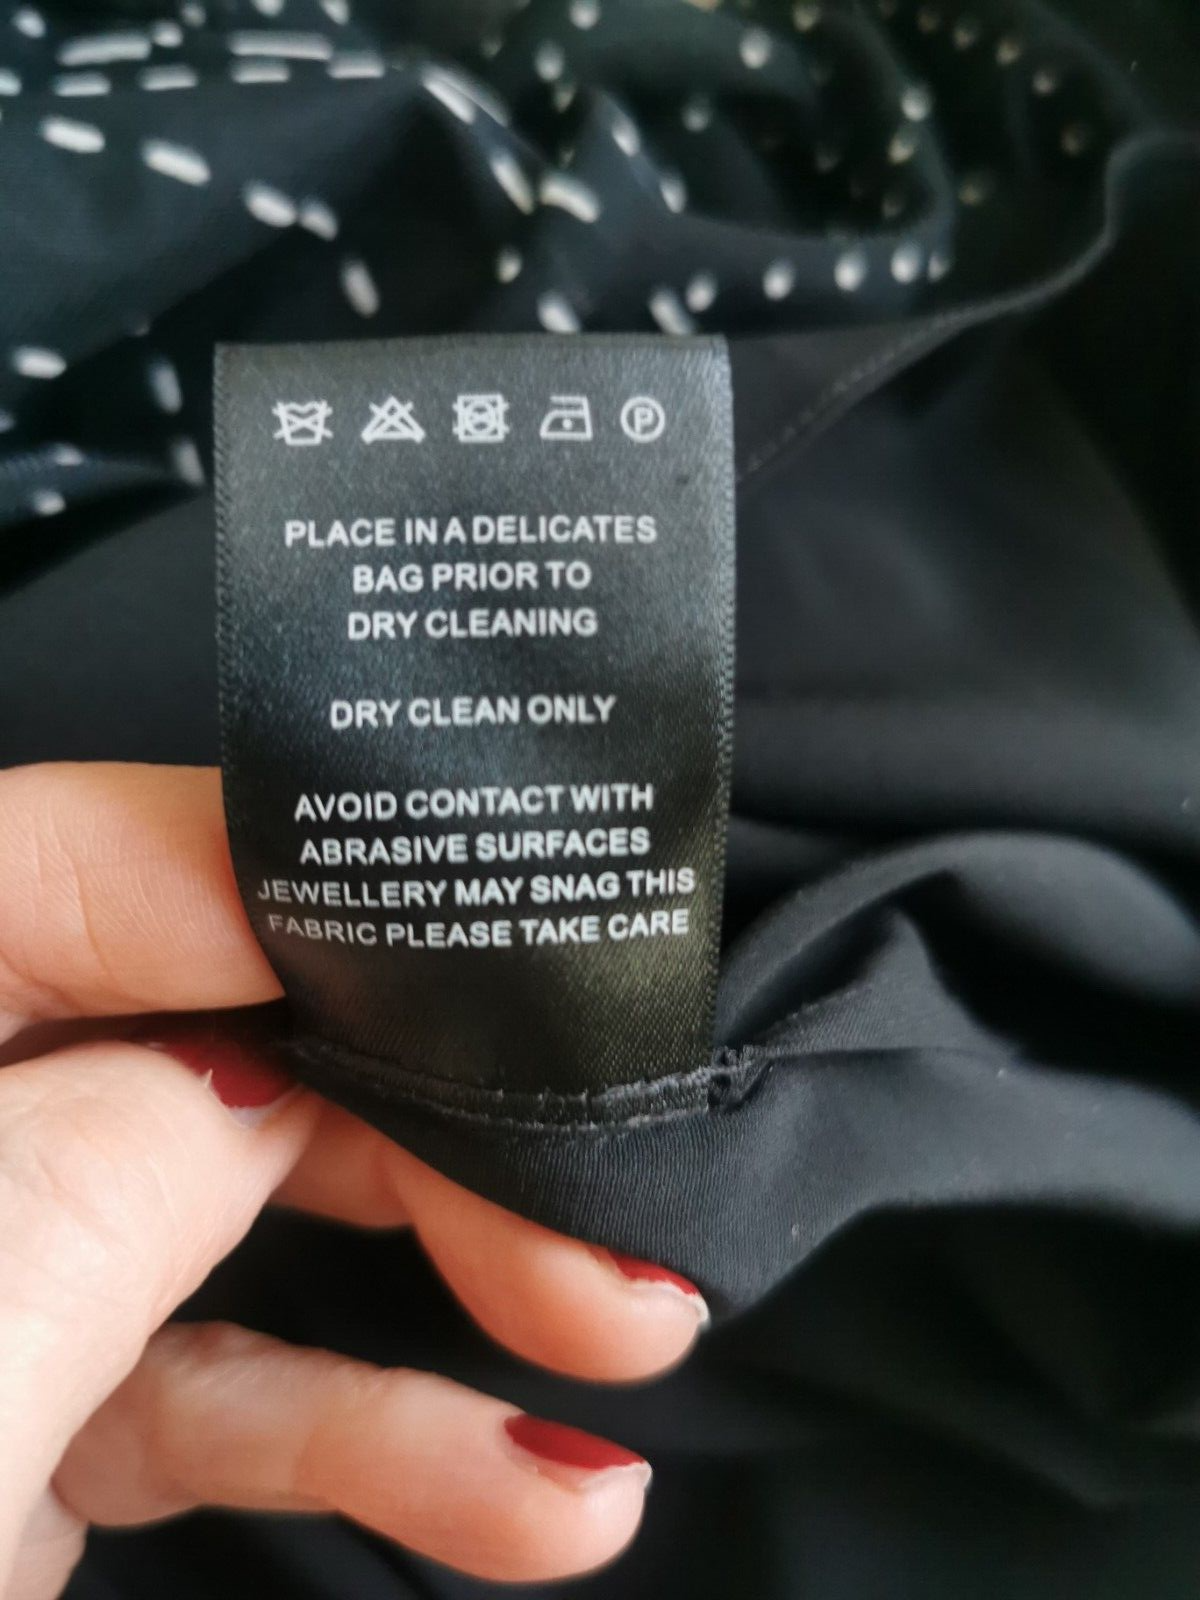 P
PLACE IN A DELICATES
BAG PRIOR TO
DRY CLEANING
DRY CLEAN ONLY
AVOID CONTACT WITH
ABRASIVE SURFACES
JEWELLERY MAY SNAG THIS
FABRIC PLEASE TAKE CARE